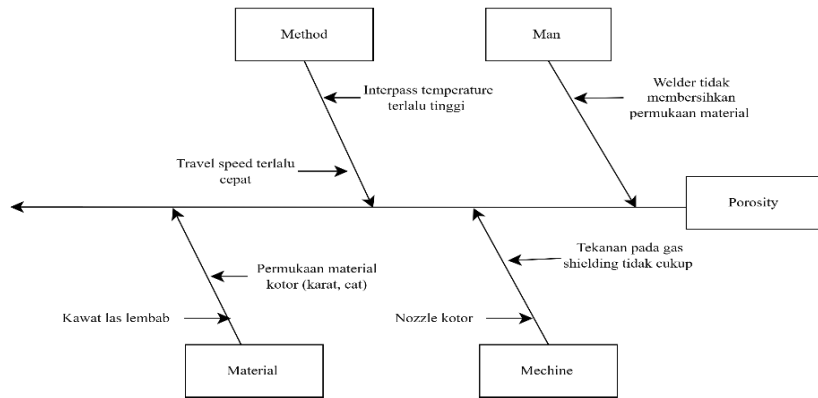 Method
Man
Interpass temperature
terlalu tinggi
Welder tidak
membersihkan
permukaan material
Travel speed terlalu
cepat
Porosity
Permukaan material
kotor (karat, cat)
Tekanan pada gas
shielding tidak cukup
Kawat las lembab
Nozzle kotor
Material
Mechine